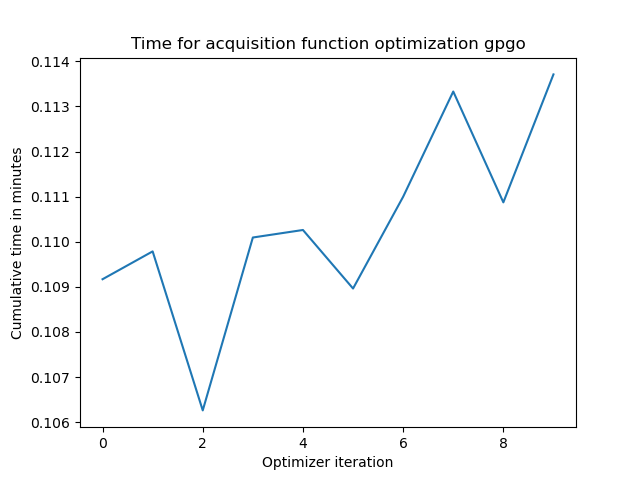 Time for acquisition function optimization gpgo
0.114
0.113
0.112
0.111
0.110
0.109
0.108
0.107
0.106
Cumulative time in minutes
0 2 4 6 8
Optimizer iteration